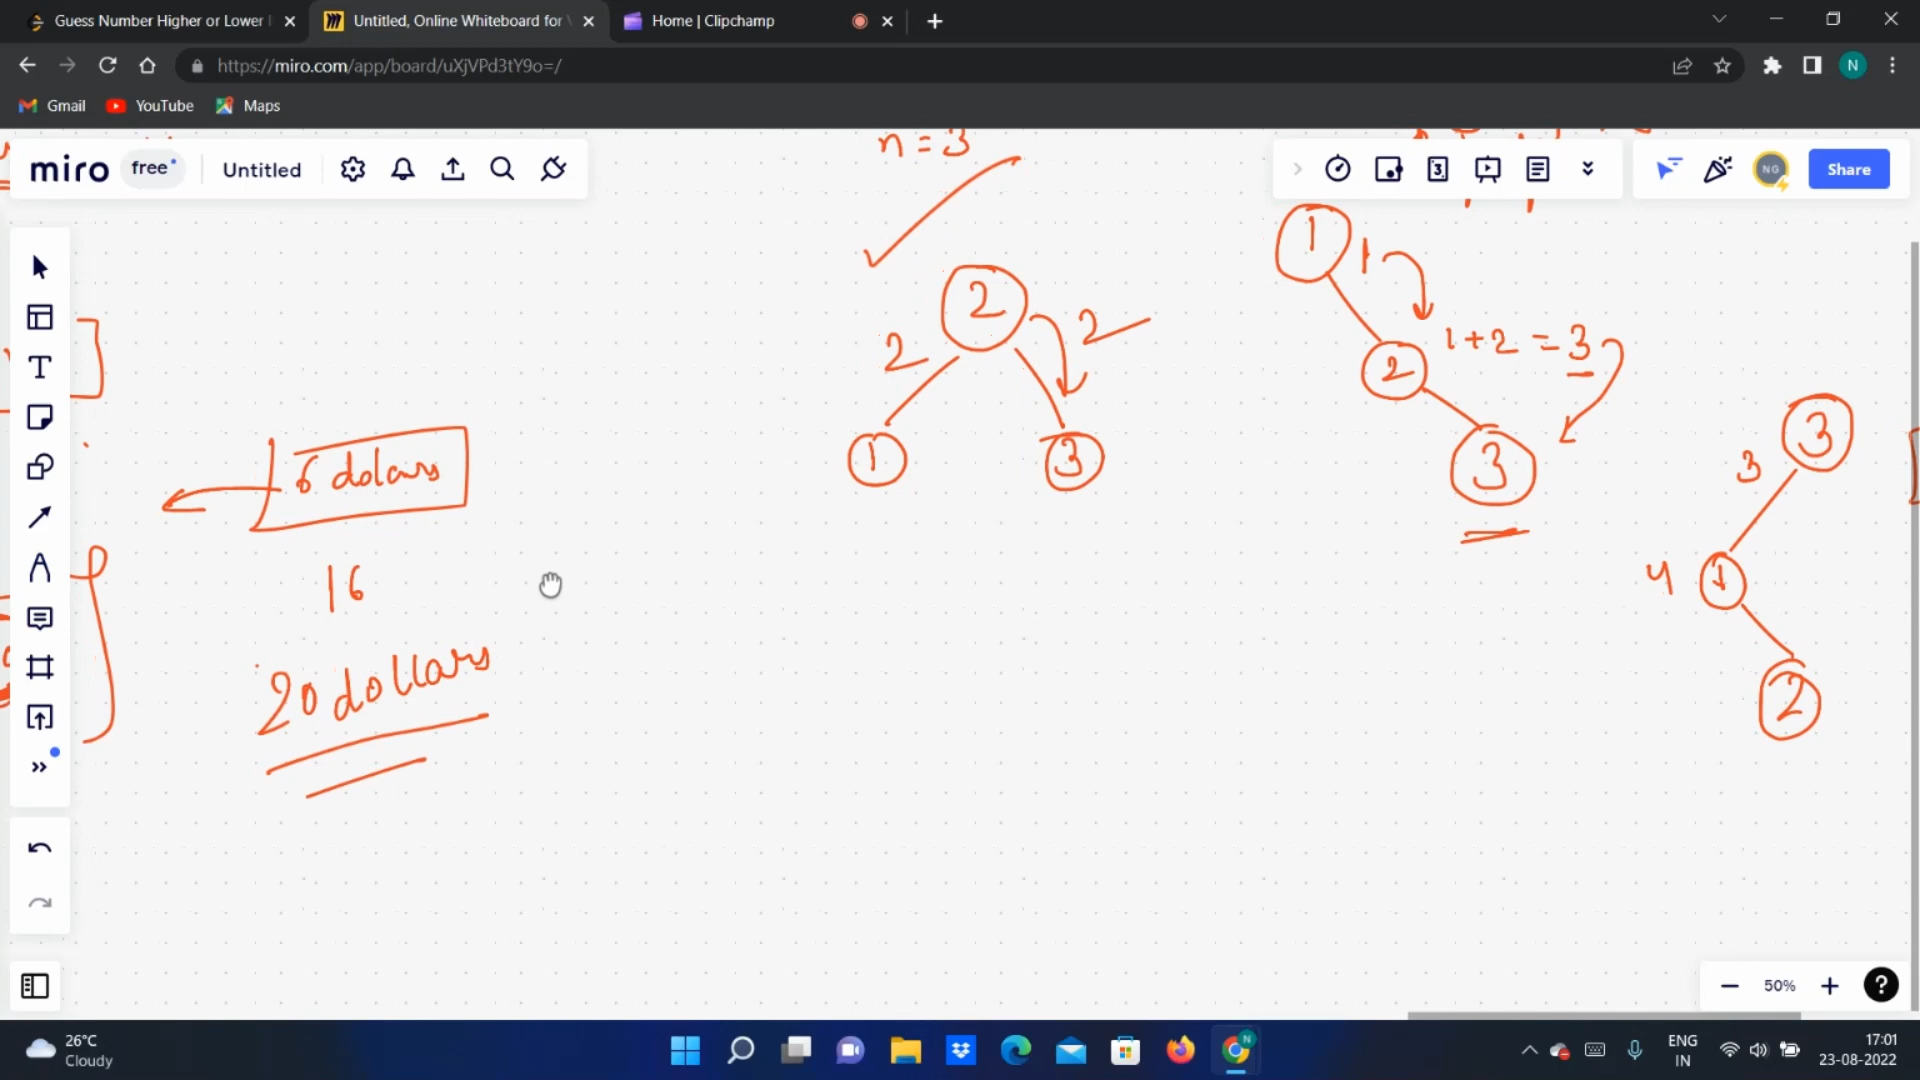 Guess Number Higher or Lower
Untitled, Online Whiteboard for
Home | Clipchamp
https://miro.com/app/board/uXjVPd3tY9o=/
N
Gmail
YouTube
Maps
miro
free
Untitled
3
NG
Share
n = 3
2
2
2
1
3
1
1
2
1+2 = 3
3
3
3
4
1
2
6 dolars
16
20 dollars
50%
?
26°C
Cloudy
ENG
IN
17:01
23-08-2022